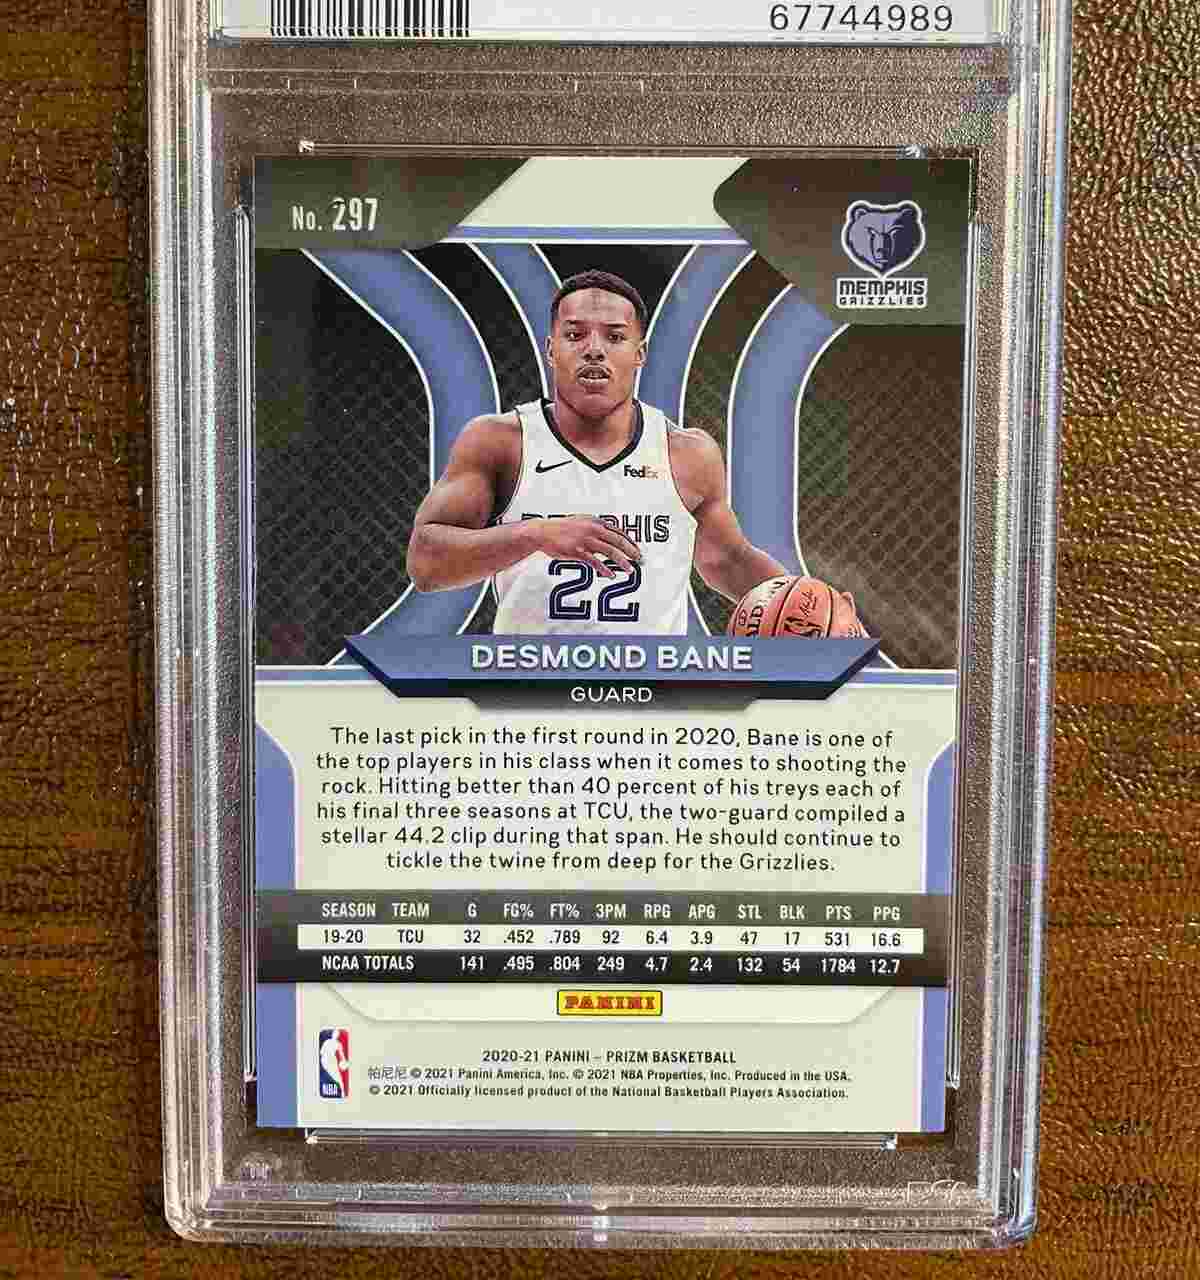 67744989
No. 297
MEMPHIS
GRIZZLIES
FedEx
22
DESMOND BANE
GUARD
The last pick in the first round in 2020, Bane is one of
the top players in his class when it comes to shooting the
rock. Hitting better than 40 percent of his treys each of
his final three seasons at TCU, the two-guard compiled a
stellar 44.2 clip during that span. He should continue to
tickle the twine from deep for the Grizzlies.
SEASON TEAM G FG% FT% 3PM RPG APG STL BLK PTS PPG
19-20 TCU 32 .452 .789 92 6.4 3.9 47 17 531 16.6
NCAA TOTALS 141 .495 .804 249 4.7 2.4 132 54 1784 12.7
PANINI
2020-21 PANINI – PRIZM BASKETBALL
帕尼尼 © 2021 Panini America, Inc. © 2021 NBA Properties, Inc. Produced in the USA.
© 2021 Officially licensed product of the National Basketball Players Association.
NBA